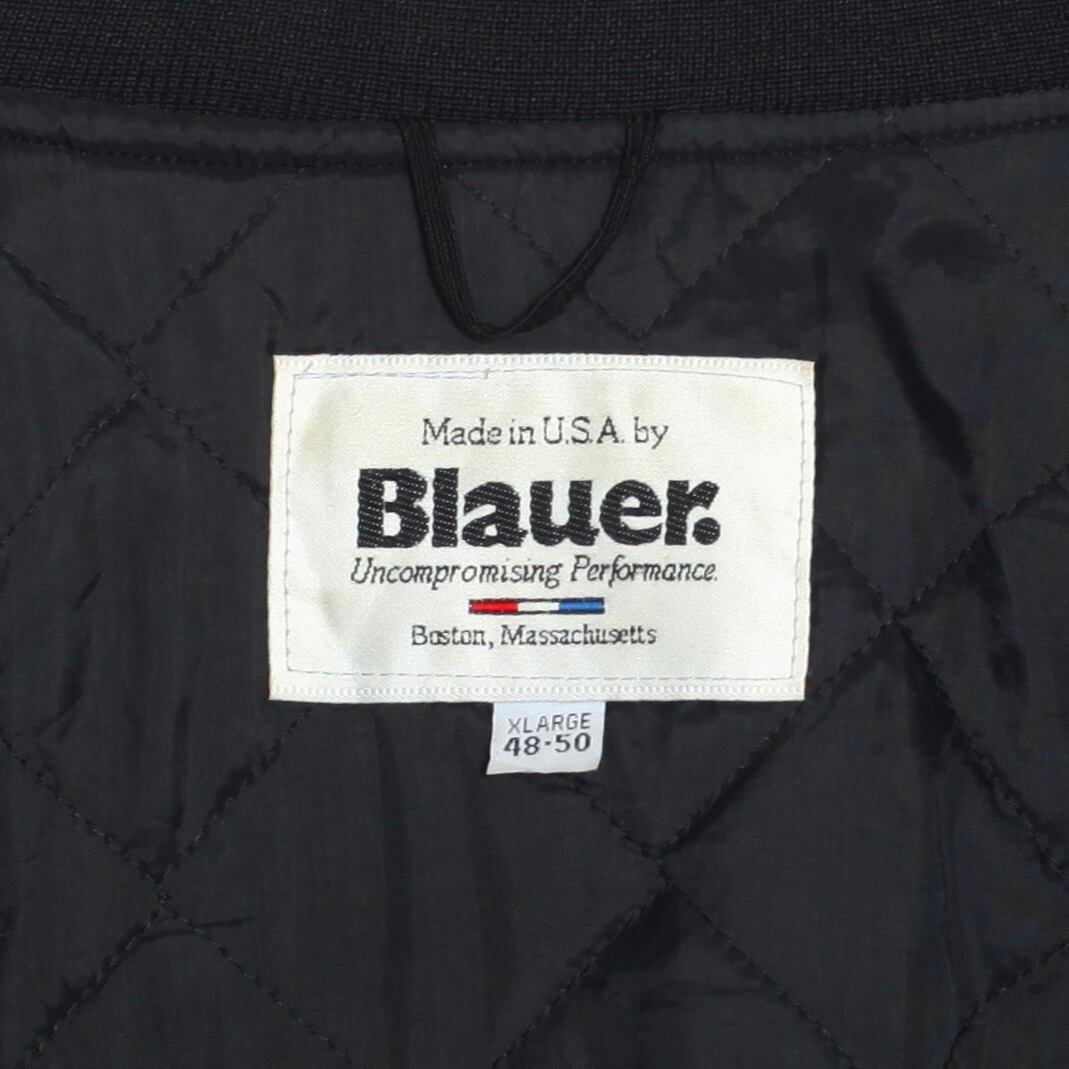 Made in U.S.A. by
Blauer.
Uncompromising Performance.
Boston, Massachusetts
XLARGE
48-50